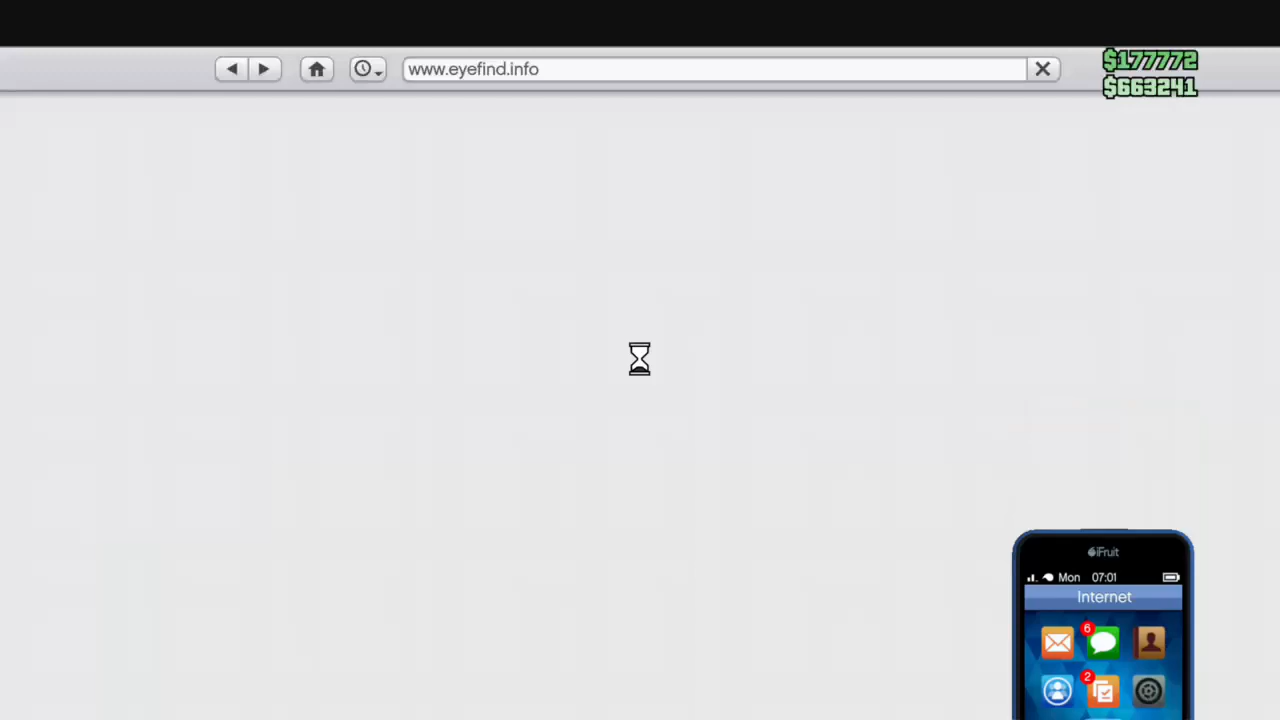 www.eyefind.info
$177772
$663241
iFruit
Mon 07:01
Internet
6
2